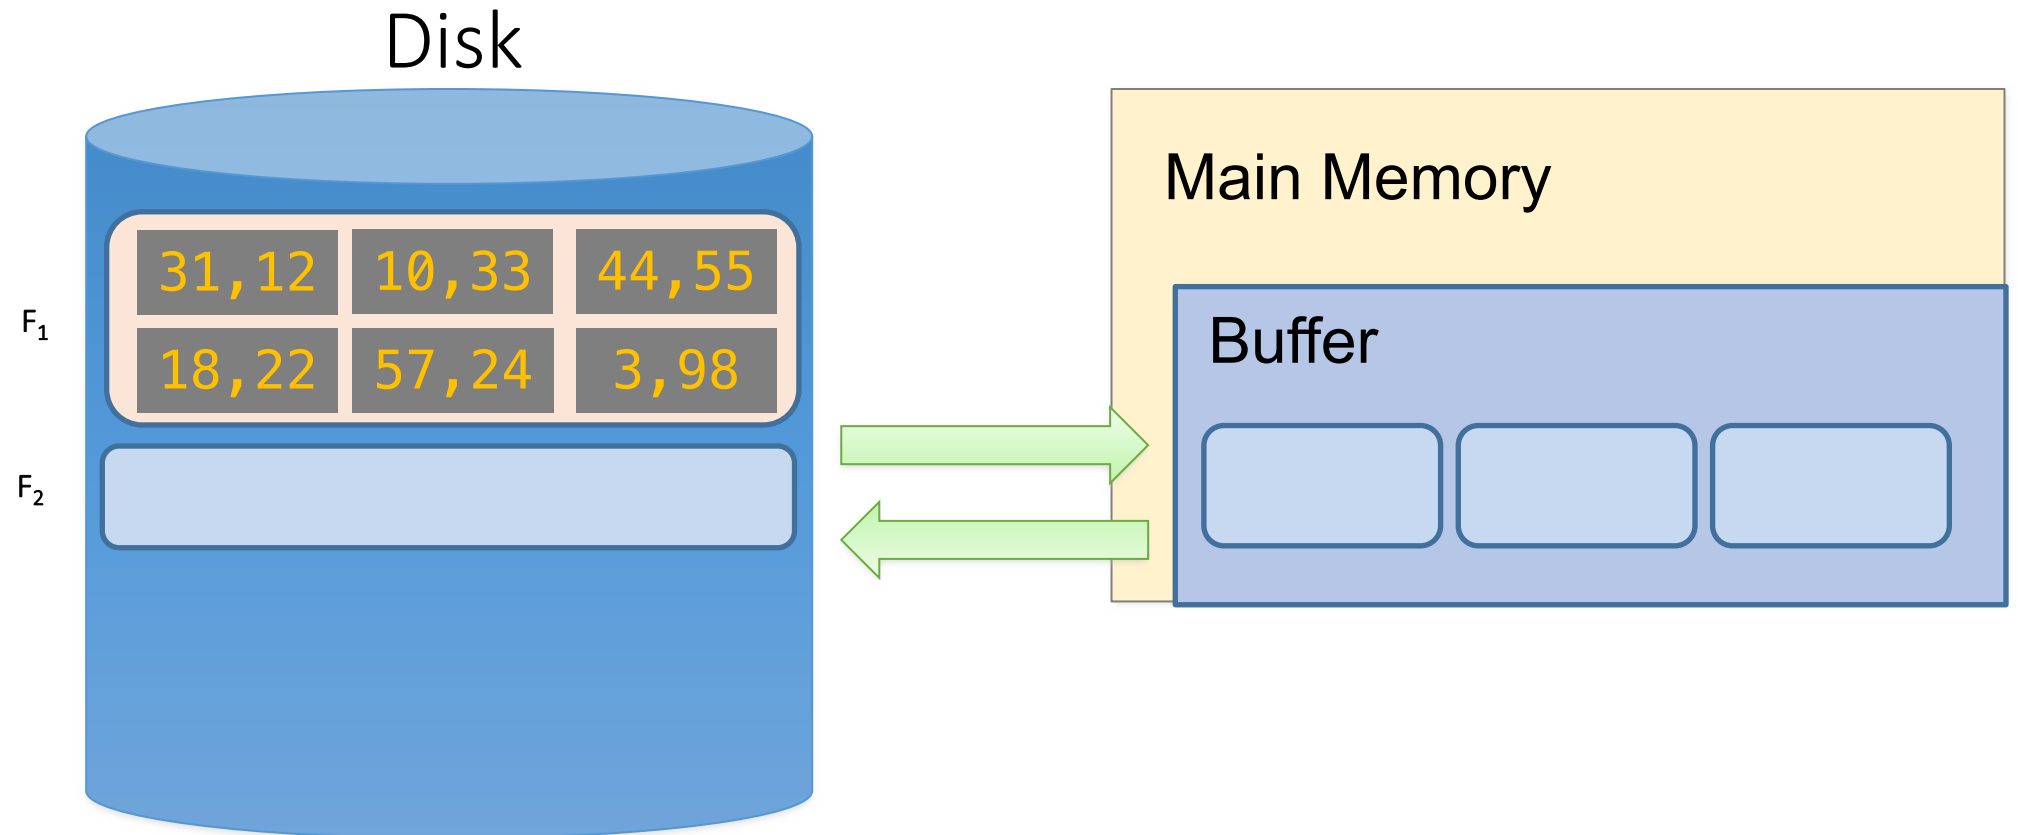 Disk
Main Memory
31,12 10,33 44,55
F1
Buffer
18,22 57,24 3,98
F2